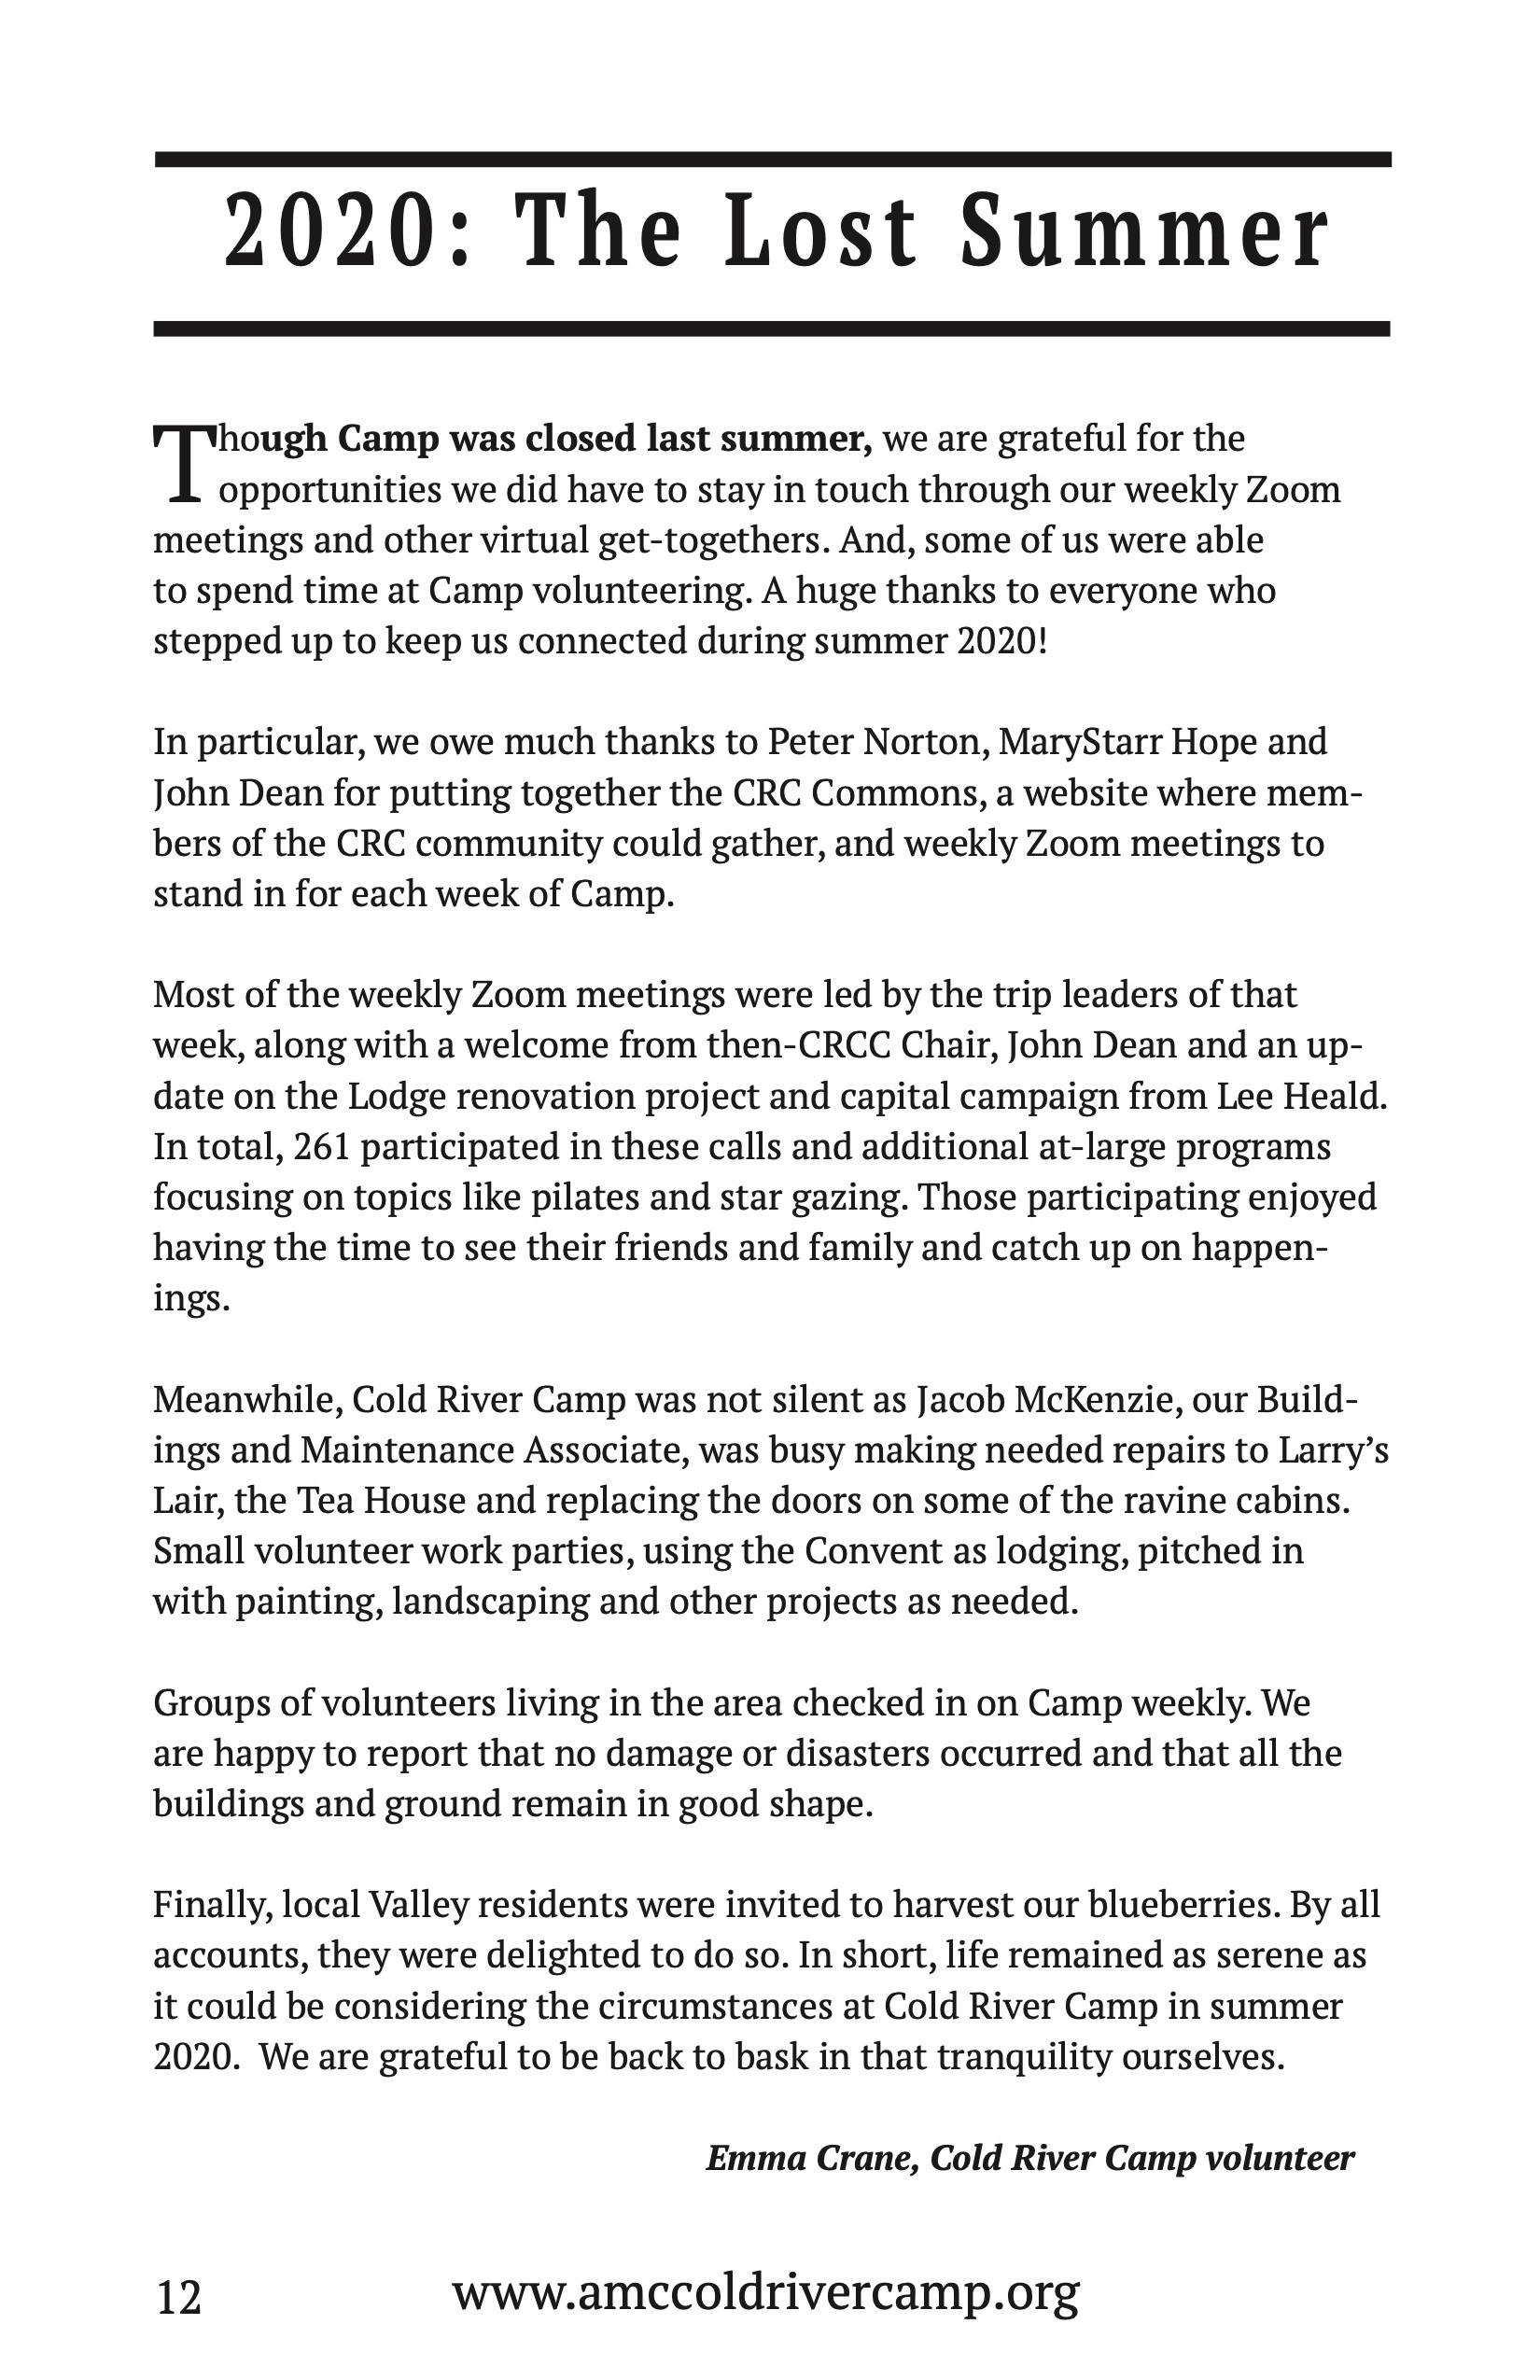 2020: The Lost Summer
Though Camp was closed last summer, we are grateful for the
opportunities we did have to stay in touch through our weekly Zoom
meetings and other virtual get-togethers. And, some of us were able
to spend time at Camp volunteering. A huge thanks to everyone who
stepped up to keep us connected during summer 2020!
In particular, we owe much thanks to Peter Norton, MaryStarr Hope and
John Dean for putting together the CRC Commons, a website where mem-
bers of the CRC community could gather, and weekly Zoom meetings to
stand in for each week of Camp.
Most of the weekly Zoom meetings were led by the trip leaders of that
week, along with a welcome from then-CRCC Chair, John Dean and an up-
date on the Lodge renovation project and capital campaign from Lee Heald.
In total, 261 participated in these calls and additional at-large programs
focusing on topics like pilates and star gazing. Those participating enjoyed
having the time to see their friends and family and catch up on happen-
ings.
Meanwhile, Cold River Camp was not silent as Jacob McKenzie, our Build-
ings and Maintenance Associate, was busy making needed repairs to Larry’s
Lair, the Tea House and replacing the doors on some of the ravine cabins.
Small volunteer work parties, using the Convent as lodging, pitched in
with painting, landscaping and other projects as needed.
Groups of volunteers living in the area checked in on Camp weekly. We
are happy to report that no damage or disasters occurred and that all the
buildings and ground remain in good shape.
Finally, local Valley residents were invited to harvest our blueberries. By all
accounts, they were delighted to do so. In short, life remained as serene as
it could be considering the circumstances at Cold River Camp in summer
2020.  We are grateful to be back to bask in that tranquility ourselves.
Emma Crane, Cold River Camp volunteer
12 www.amccoldrivercamp.org